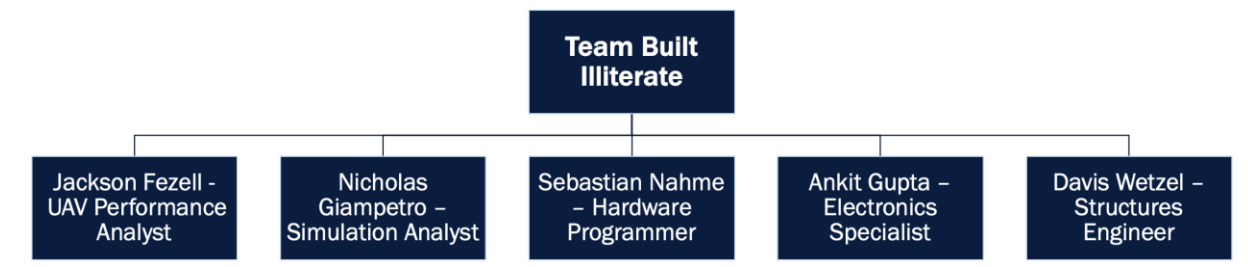 Team Built
Illiterate
Jackson Fezell -
UAV Performance
Analyst
Nicholas
Giampetro –
Simulation Analyst
Sebastian Nahme
– Hardware
Programmer
Ankit Gupta –
Electronics
Specialist
Davis Wetzel –
Structures
Engineer